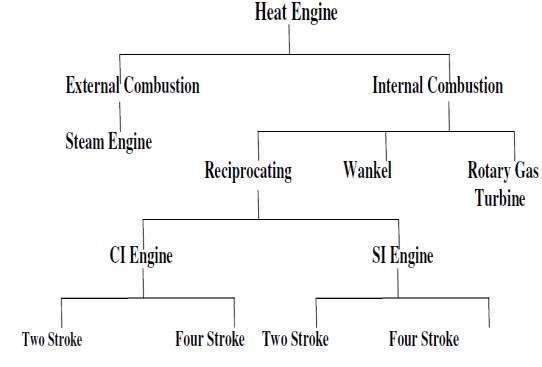 Heat Engine
External Combustion
Internal Combustion
Steam Engine
Reciprocating
Wankel
Rotary Gas
Turbine
CI Engine
SI Engine
Two Stroke
Four Stroke
Two Stroke
Four Stroke